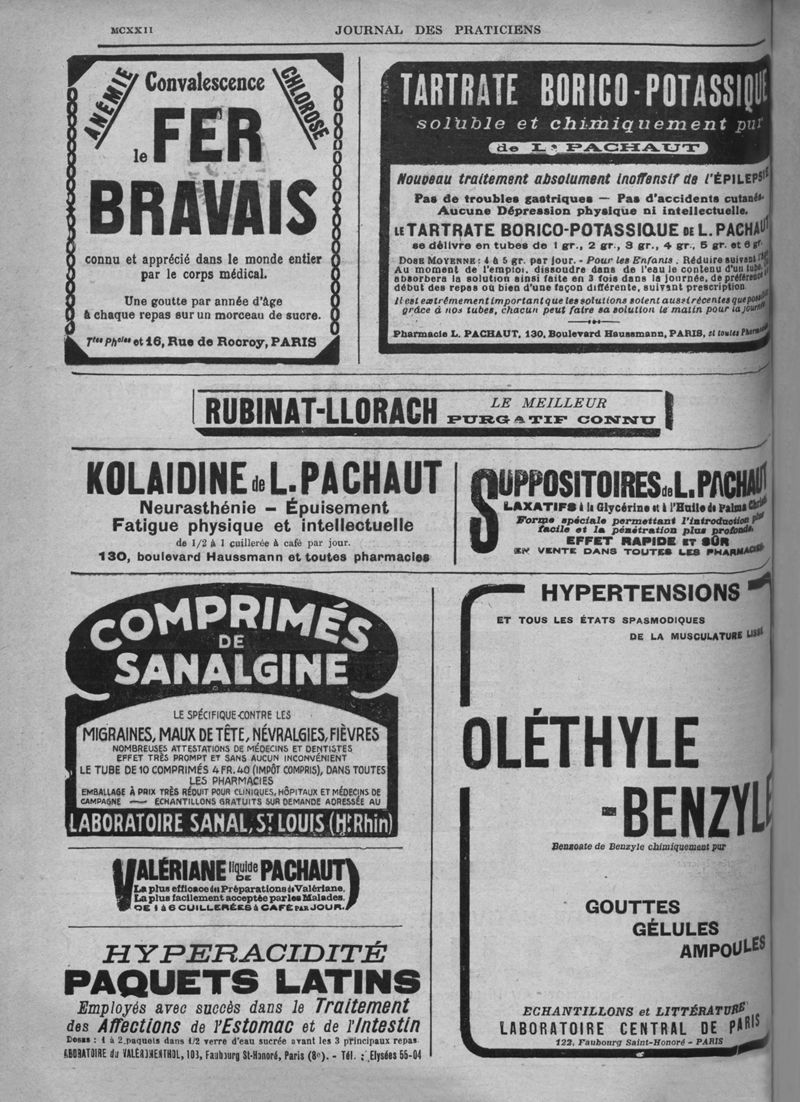 MCXXII
JOURNAL DES PRATICIENS
ANÉMIE
Convalescence
CHLOROSE
le FER
BRAVAIS
connu et apprécié dans le monde entier
par le corps médical.
Une goutte par année d'âge
à chaque repas sur un morceau de sucre.
Ttes Phcies et 16, Rue de Rocroy, PARIS
TARTRATE BORICO-POTASSIQUE
soluble et chimiquement pur
de L. PACHAUT
Nouveau traitement absolument inoffensif de l'ÉPILEPSIE
Pas de troubles gastriques — Pas d'accidents cutanés.
Aucune Dépression physique ni intellectuelle.
LE TARTRATE BORICO-POTASSIQUE DE L. PACHAUT
se délivre en tubes de 1 gr., 2 gr., 3 gr., 4 gr., 5 gr. et 6 gr.
DOSE MOYENNE : 4 à 5 gr. par jour. - Pour les Enfants. Réduire suivant l'âge
Au moment de l'emploi, dissoudre dans de l'eau le contenu d'un tube,
absorber la solution ainsi faite en 3 fois dans la journée, de préférence
début des repas où bien d'une façon différente, suivant prescription
Il est extrêmement important que les solutions soient aussi récentes que possible
grâce à nos tubes, chacun peut faire sa solution le matin pour la journée
Pharmacie L. PACHAUT, 130, Boulevard Haussmann, PARIS, et toutes Pharmacies
RUBINAT-LLORACH
LE MEILLEUR
PURGATIF CONNU
KOLAIDINE de L. PACHAUT
Neurasthénie – Épuisement
Fatigue physique et intellectuelle
de 1/2 à 1 cuillerée à café par jour.
130, boulevard Haussmann et toutes pharmacies
SUPPOSITOIRES de L. PACHAUT
LAXATIFS à la Glycérine et à l'Huile de Palma Christi
Forme spéciale permettant l'introduction plus
facile et la pénétration plus profonde.
EFFET RAPIDE ET SÛR
EN VENTE DANS TOUTES LES PHARMACIES
COMPRIMÉS
DE
SANALGINE
LE SPÉCIFIQUE CONTRE LES
MIGRAINES, MAUX DE TÊTE, NÉVRALGIES, FIÈVRES
NOMBREUSES ATTESTATIONS DE MÉDECINS ET DENTISTES
EFFET TRÈS PROMPT ET SANS AUCUN INCONVÉNIENT
LE TUBE DE 10 COMPRIMÉS 4 FR. 40 (IMPÔT COMPRIS), DANS TOUTES
LES PHARMACIES
EMBALLAGE À PRIX TRÈS RÉDUIT POUR CLINIQUES, HÔPITAUX ET MÉDECINS DE
CAMPAGNE — ÉCHANTILLONS GRATUITS SUR DEMANDE ADRESSÉE AU
LABORATOIRE SANAL, ST LOUIS (Ht Rhin)
VALÉRIANE liquide DE PACHAUT
La plus efficace des Préparations de Valériane.
La plus facilement acceptée par les Malades.
DE 1 à 6 CUILLERÉES à CAFÉ PAR JOUR.
HYPERACIDITÉ
PAQUETS LATINS
Employés avec succès dans le Traitement
des Affections de l'Estomac et de l'Intestin
DOSES : 1 à 2 paquets dans 1/2 verre d'eau sucrée avant les 3 principaux repas
LABORATOIRE du VALÉROMENTHOL, 103, Faubourg St-Honoré, Paris (8e). - Tél. : Elysées 55-04
HYPERTENSIONS
ET TOUS LES ÉTATS SPASMODIQUES
DE LA MUSCULATURE LISSE
OLÉTHYLE
-BENZYLE
Benzoate de Benzyle chimiquement pur
GOUTTES
GÉLULES
AMPOULES
ECHANTILLONS et LITTÉRATURE
LABORATOIRE CENTRAL DE PARIS
122, Faubourg Saint-Honoré - PARIS